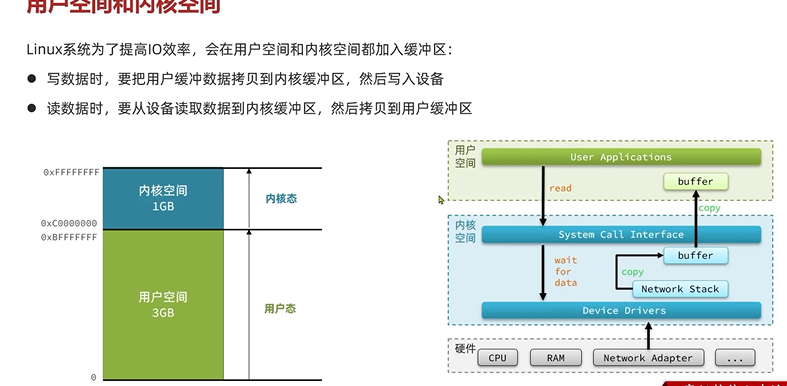 用户空间和内核空间
Linux系统为了提高IO效率，会在用户空间和内核空间都加入缓冲区：
● 写数据时，要把用户缓冲数据拷贝到内核缓冲区，然后写入设备
● 读数据时，要从设备读取数据到内核缓冲区，然后拷贝到用户缓冲区
0xFFFFFFFF
内核空间
1GB
内核态
0xC0000000
0xBFFFFFFF
用户空间
3GB
用户态
0
用户
空间
User Applications
read
buffer
copy
内核
空间
System Call Interface
wait
for
data
buffer
copy
Network Stack
Device Drivers
硬件
CPU
RAM
Network Adapter
...